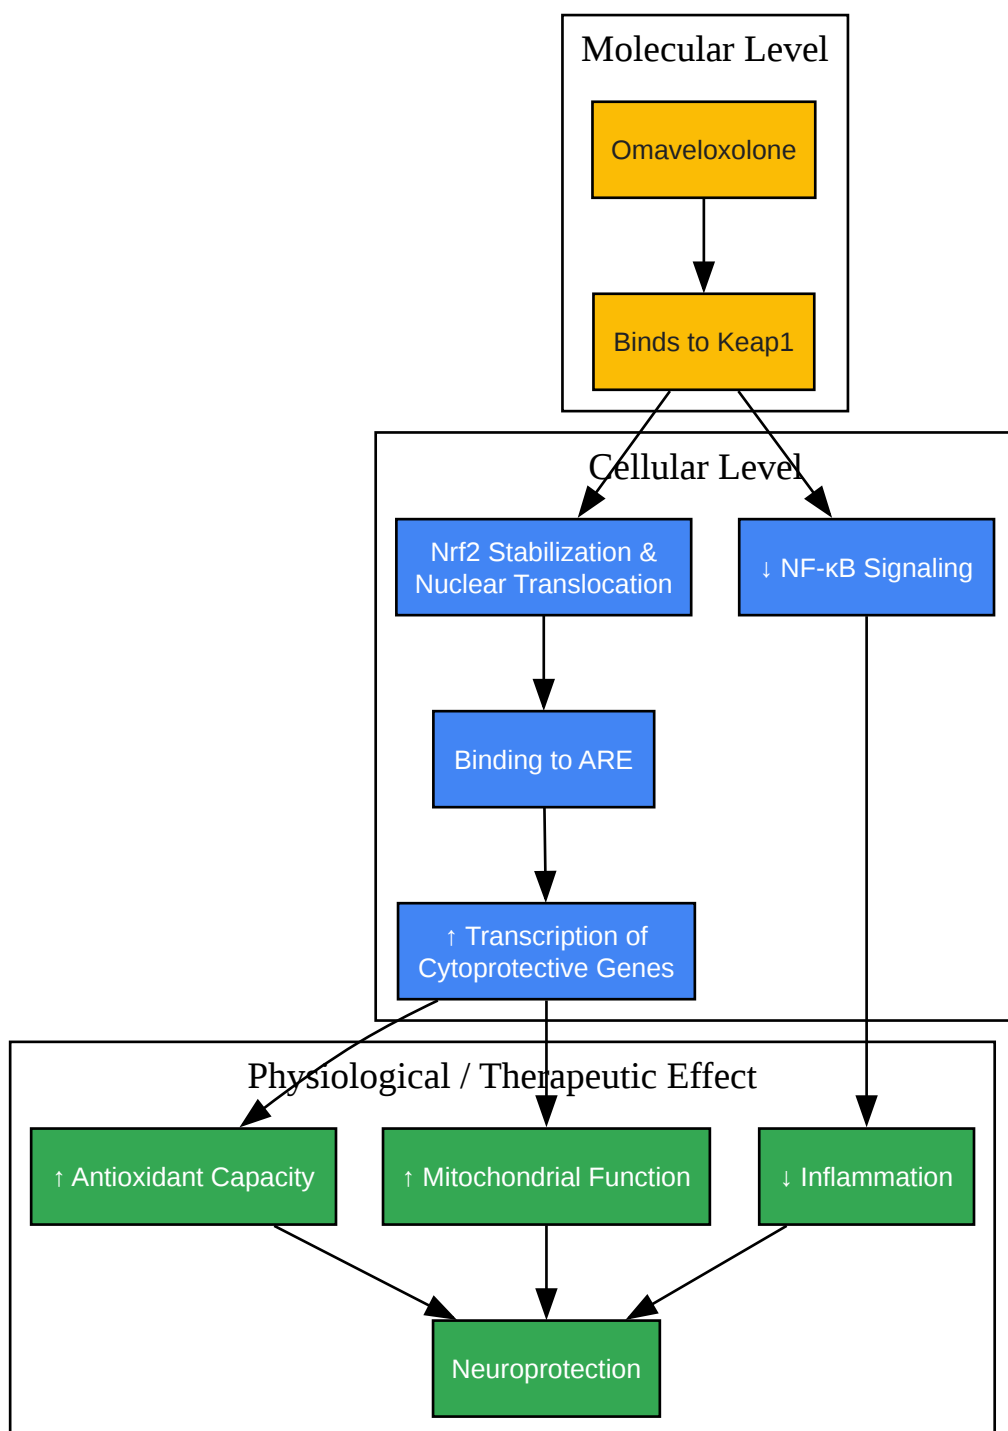 Molecular Level
Omaveloxolone
Binds to Keap1
Cellular Level
Nrf2 Stabilization &
Nuclear Translocation
↓ NF-κB Signaling
Binding to ARE
↑ Transcription of
Cytoprotective Genes
Physiological / Therapeutic Effect
↑ Antioxidant Capacity
↑ Mitochondrial Function
↓ Inflammation
Neuroprotection